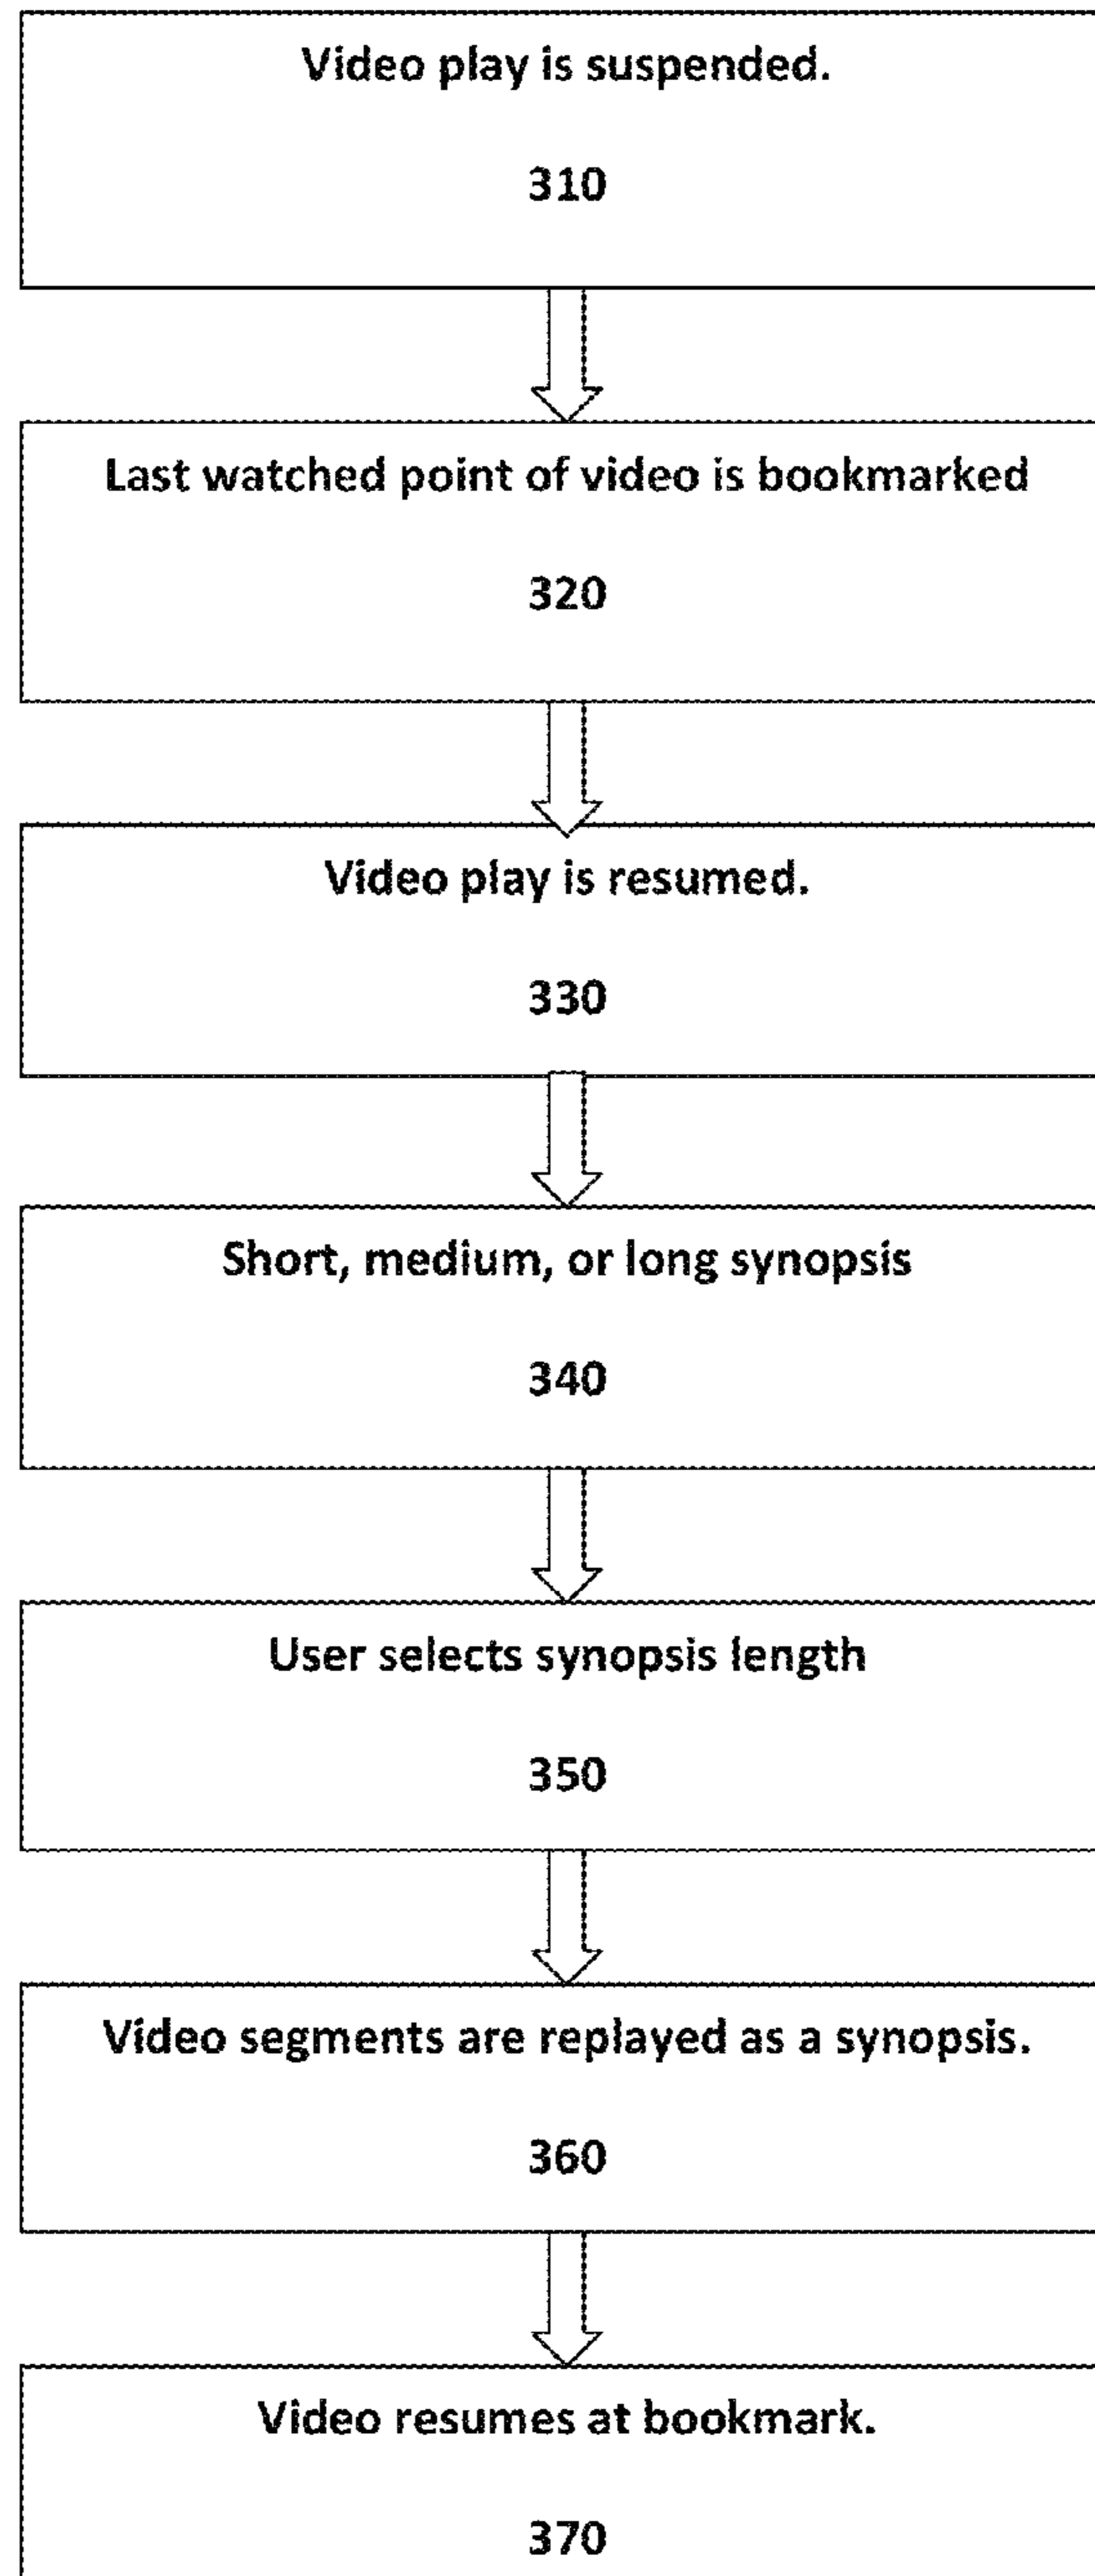 Video play is suspended.
310
Last watched point of video is bookmarked
320
Video play is resumed.
330
Short, medium, or long synopsis
340
User selects synopsis length
350
Video segments are replayed as a synopsis.
360
Video resumes at bookmark.
370